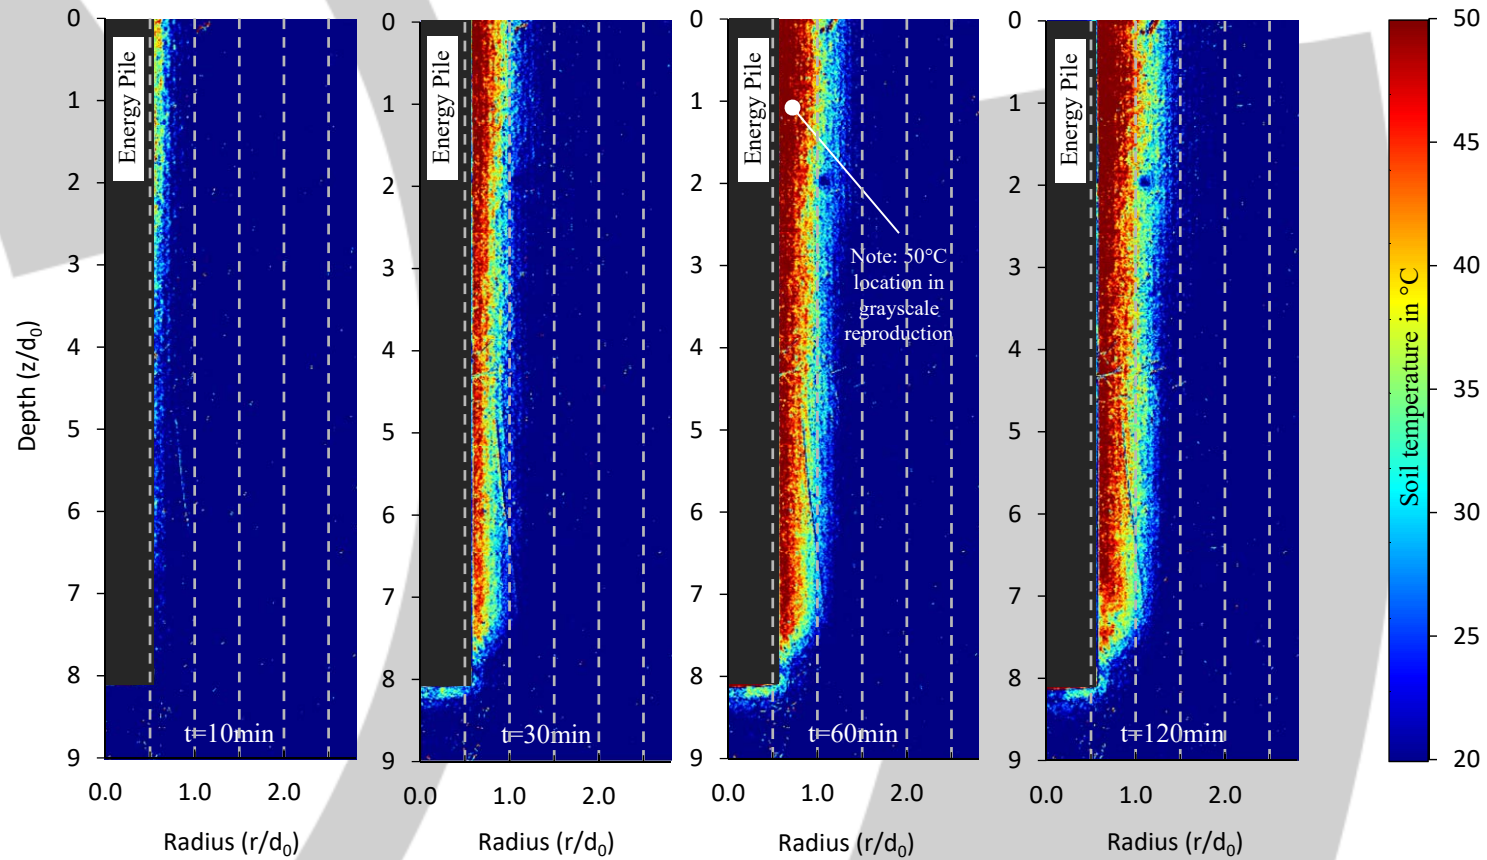 0
1
2
3
4
5
6
7
8
9
Depth (z/d0)
Energy Pile
t=10min
0.0 1.0 2.0
Radius (r/d0)
0
1
2
3
4
5
6
7
8
9
Energy Pile
t=30min
0.0 1.0 2.0
Radius (r/d0)
0
1
2
3
4
5
6
7
8
9
Energy Pile
Note: 50°C
location in
grayscale
reproduction
t=60min
0.0 1.0 2.0
Radius (r/d0)
0
1
2
3
4
5
6
7
8
9
Energy Pile
t=120min
0.0 1.0 2.0
Radius (r/d0)
50
45
40
35
30
25
20
Soil temperature in °C